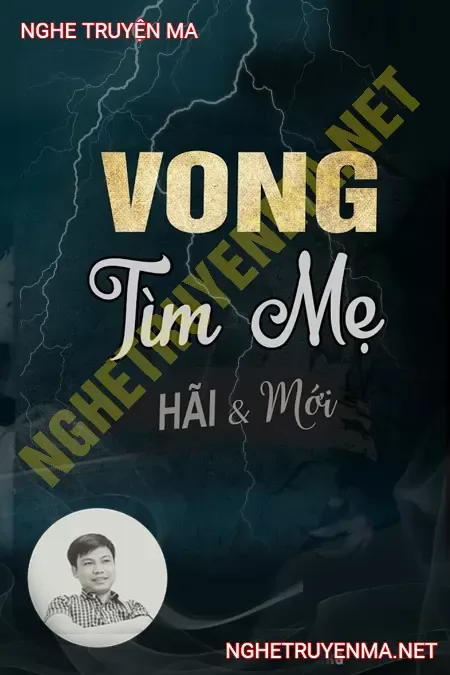 NGHE TRUYỆN MA
VONG
Tìm Mẹ
HÃI & Mới
NGHETRUYENMA.NET
NGHETRUYENMA.NET